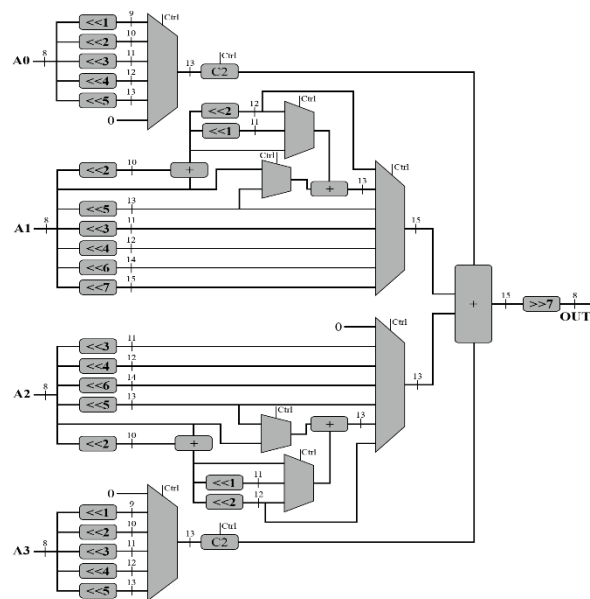 <<1 9 Ctrl
<<2 10
A0 8 <<3 11 13 C2 Ctrl
<<4 12
<<5 13
0
<<2 12 Ctrl
<<1 11
<<2 10 + Ctrl
+ 13 Ctrl
<<5 13
A1 8 <<3 11 15
<<4 12
<<6 14
<<7 15
+ 15 >>7 8
OUT
0 Ctrl
<<3 11
<<4 12
<<6 14 13
A2 8 <<5 13
Ctrl + 13
<<2 10 +
Ctrl
<<1 11
<<2 12
0 Ctrl
<<1 9
<<2 10
A3 8 <<3 11 13 C2 Ctrl
<<4 12
<<5 13